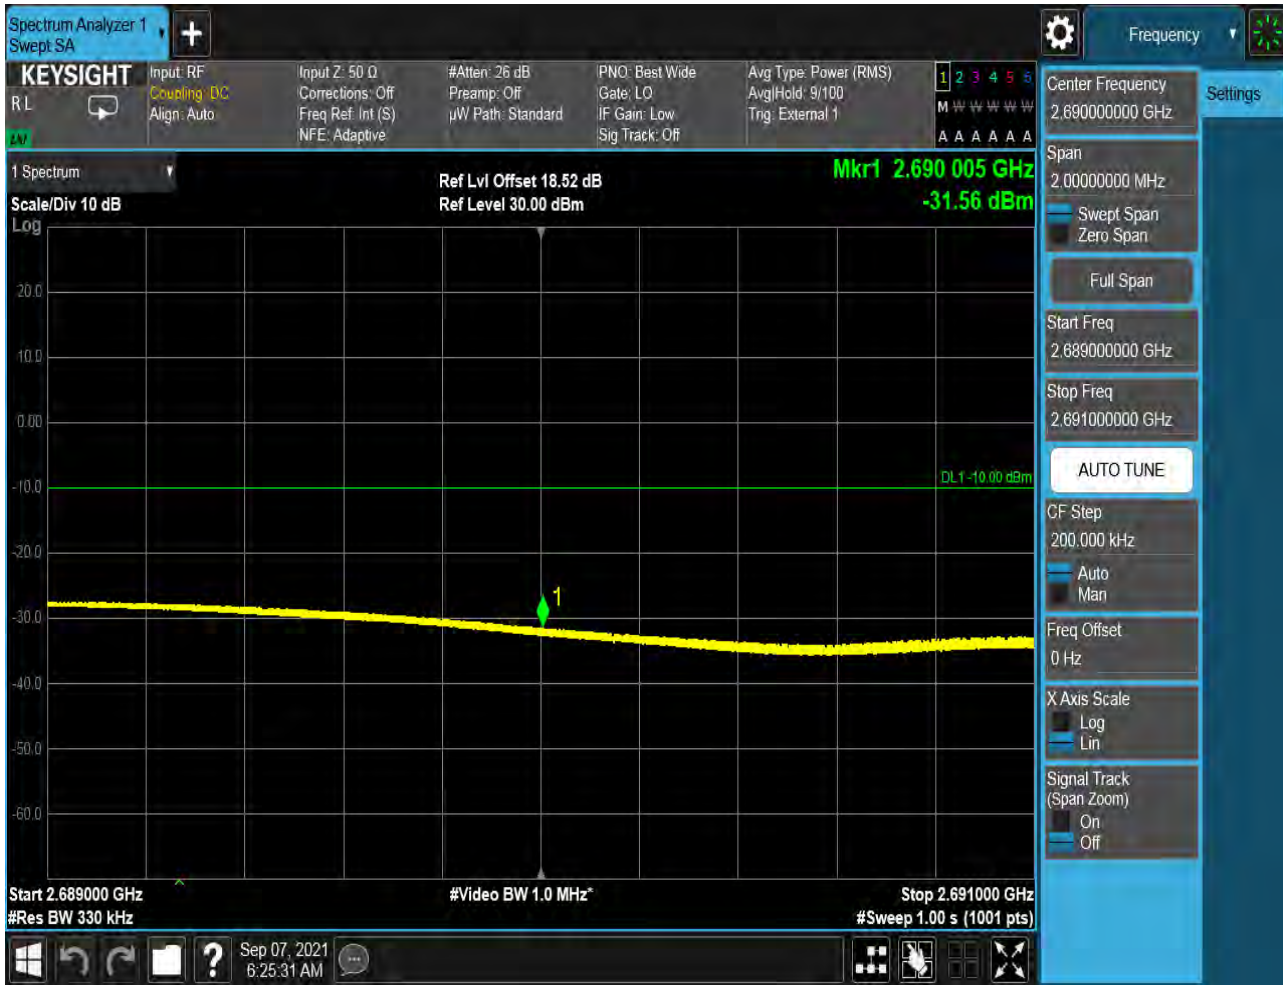 Spectrum Analyzer 1
Swept SA
Frequency
KEYSIGHT
R L
LXI
Input: RF
Coupling: DC
Align: Auto
Input Z: 50 Ω
Corrections: Off
Freq Ref: Int (S)
NFE: Adaptive
#Atten: 26 dB
Preamp: Off
µW Path: Standard
PNO: Best Wide
Gate: LO
IF Gain: Low
Sig Track: Off
Avg Type: Power (RMS)
Avg|Hold: 9/100
Trig: External 1
1 2 3 4 5 6
M W W W W W
A A A A A A
1 Spectrum
Scale/Div 10 dB
Log
Ref Lvl Offset 18.52 dB
Ref Level 30.00 dBm
Mkr1 2.690 005 GHz
-31.56 dBm
20.0
10.0
0.00
-10.0
-20.0
-30.0
-40.0
-50.0
-60.0
DL1 -10.00 dBm
1
Start 2.689000 GHz
#Res BW 330 kHz
#Video BW 1.0 MHz*
Stop 2.691000 GHz
#Sweep 1.00 s (1001 pts)
Center Frequency
2.690000000 GHz
Settings
Span
2.00000000 MHz
Swept Span
Zero Span
Full Span
Start Freq
2.689000000 GHz
Stop Freq
2.691000000 GHz
AUTO TUNE
CF Step
200.000 kHz
Auto
Man
Freq Offset
0 Hz
X Axis Scale
Log
Lin
Signal Track
(Span Zoom)
On
Off
?
Sep 07, 2021
6:25:31 AM